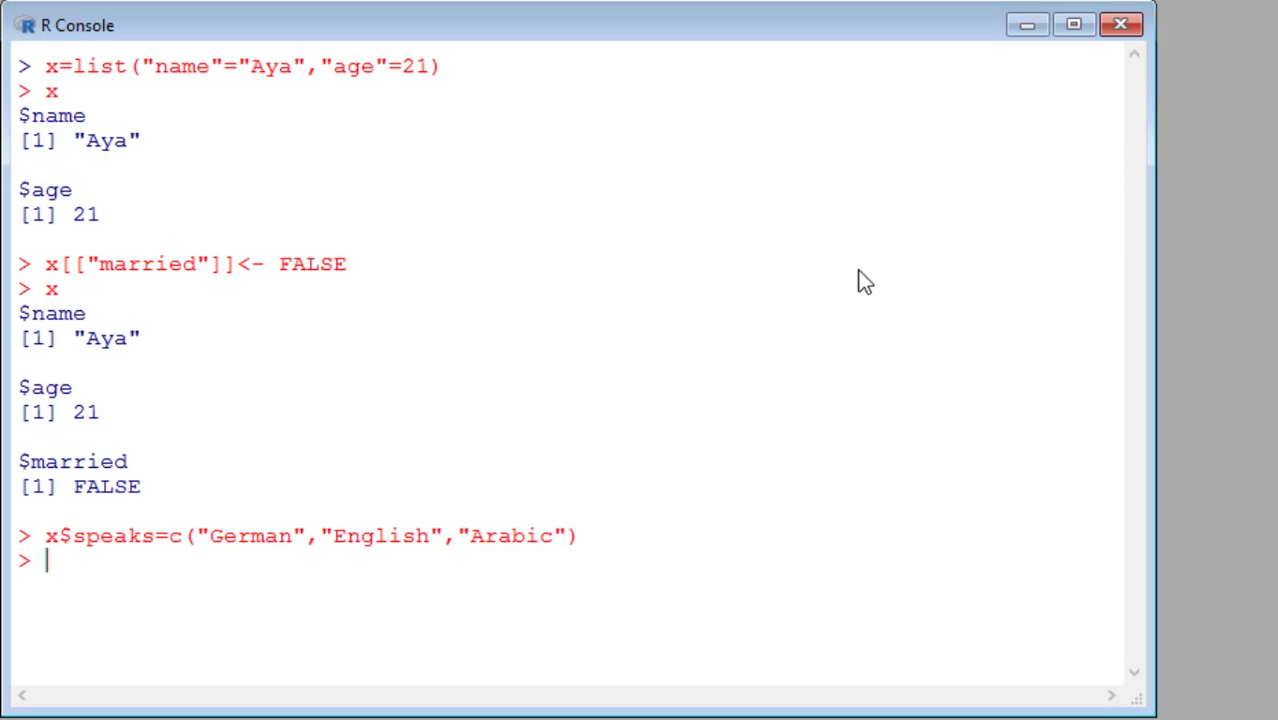 R Console
> x=list("name"="Aya","age"=21)
> x
$name
[1] "Aya"
$age
[1] 21
> x[["married"]]<- FALSE
> x
$name
[1] "Aya"
$age
[1] 21
$married
[1] FALSE
> x$speaks=c("German","English","Arabic")
>